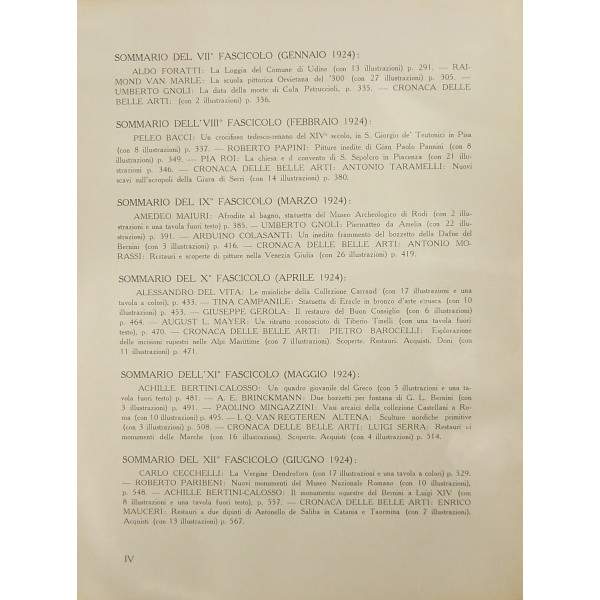 SOMMARIO DEL VII° FASCICOLO (GENNAIO 1924):
ALDO FORATTI: La Loggia del Comune di Udine (con 13 illustrazioni) p. 291. — RAI-
MOND VAN MARLE: La scuola pittorica Orvietana del '300 (con 27 illustrazioni) p. 305. —
UMBERTO GNOLI: La data della morte di Cola Petruccioli, p. 335. — CRONACA DELLE
BELLE ARTI: (con 2 illustrazioni) p. 336.
SOMMARIO DELL'VIII° FASCICOLO (FEBBRAIO 1924):
PELEO BACCI: Un crocifisso tedesco-renano del XIV° secolo, in S. Giorgio de' Teutonici in Pisa
(con 8 illustrazioni) p. 337. — ROBERTO PAPINI: Pitture inedite di Gian Paolo Pannini (con 8
illustrazioni) p. 349. — PIA ROI: La chiesa e il convento di S. Sepolcro in Piacenza (con 21 illu-
strazioni) p. 346. — CRONACA DELLE BELLE ARTI: ANTONIO TARAMELLI: Nuovi
scavi sull'acropoli della Giara di Serri (con 14 illustrazioni) p. 380.
SOMMARIO DEL IX° FASCICOLO (MARZO 1924):
AMEDEO MAIURI: Afrodite al bagno, statuetta del Museo Archeologico di Rodi (con 2 illu-
strazioni e una tavola fuori testo) p. 385. — UMBERTO GNOLI: Piermatteo da Amelia (con 22
illustrazioni) p. 391. — ARDUINO COLASANTI: Un inedito frammento del bozzetto della Dafne del
Bernini (con 3 illustrazioni) p. 416. — CRONACA DELLE BELLE ARTI: ANTONIO MO-
RASSI: Restauri e scoperte di pitture nella Venezia Giulia (con 26 illustrazioni) p. 419.
SOMMARIO DEL X° FASCICOLO (APRILE 1924):
ALESSANDRO DEL VITA: Le maioliche della Collezione Carraud (con 17 illustrazioni e una
tavola a colori), p. 433. — TINA CAMPANILE: Statuetta di Eracle in bronzo d'arte etrusca (con 10
illustrazioni) p. 453. — GIUSEPPE GEROLA: Il restauro del Buon Consiglio (con 6 illustrazioni)
p. 464. — AUGUST L. MAYER: Un ritratto sconosciuto di Tiberio Tinelli (con una tavola fuori
testo), p. 470. — CRONACA DELLE BELLE ARTI: PIETRO BAROCELLI: Esplorazione
delle incisioni rupestri nelle Alpi Marittime (con 7 illustrazioni). Scoperte. Restauri. Acquisti. Doni (con
11 illustrazioni) p. 471.
SOMMARIO DELL'XI° FASCICOLO (MAGGIO 1924):
ACHILLE BERTINI-CALOSSO: Un quadro giovanile del Greco (con 5 illustrazioni e una ta-
vola fuori testo) p. 481. — A. E. BRINCKMANN: Due bozzetti per fontana di G. L. Bernini (con
3 illustrazioni) p. 491. — PAOLINO MINGAZZINI: Vasi arcaici della collezione Castellani a Ro-
ma (con 10 illustrazioni) p. 495. — I. Q. VAN REGTEREN ALTENA: Sculture nordiche primitive
(con 3 illustrazioni) p. 508. — CRONACA DELLE BELLE ARTI: LUIGI SERRA: Restauri ai
monumenti delle Marche (con 16 illustrazioni), Scoperte. Acquisti (con 4 illustrazioni) p. 514.
SOMMARIO DEL XII° FASCICOLO (GIUGNO 1924):
CARLO CECCHELLI: La Vergine Dendrofora (con 17 illustrazioni e una tavola a colori) p. 529.
— ROBERTO PARIBENI: Nuovi monumenti del Museo Nazionale Romano (con 10 illustrazioni),
p. 548. — ACHILLE BERTINI-CALOSSO: Il monumento equestre del Bernini a Luigi XIV (con
8 illustrazioni e una tavola fuori testo), p. 557. — CRONACA DELLE BELLE ARTI: ENRICO
MAUCERI: Restauri a due dipinti di Antonello de Saliba in Catania e Taormina (con 7 illustrazioni).
Acquisti (con 13 illustrazioni) p. 567.
IV